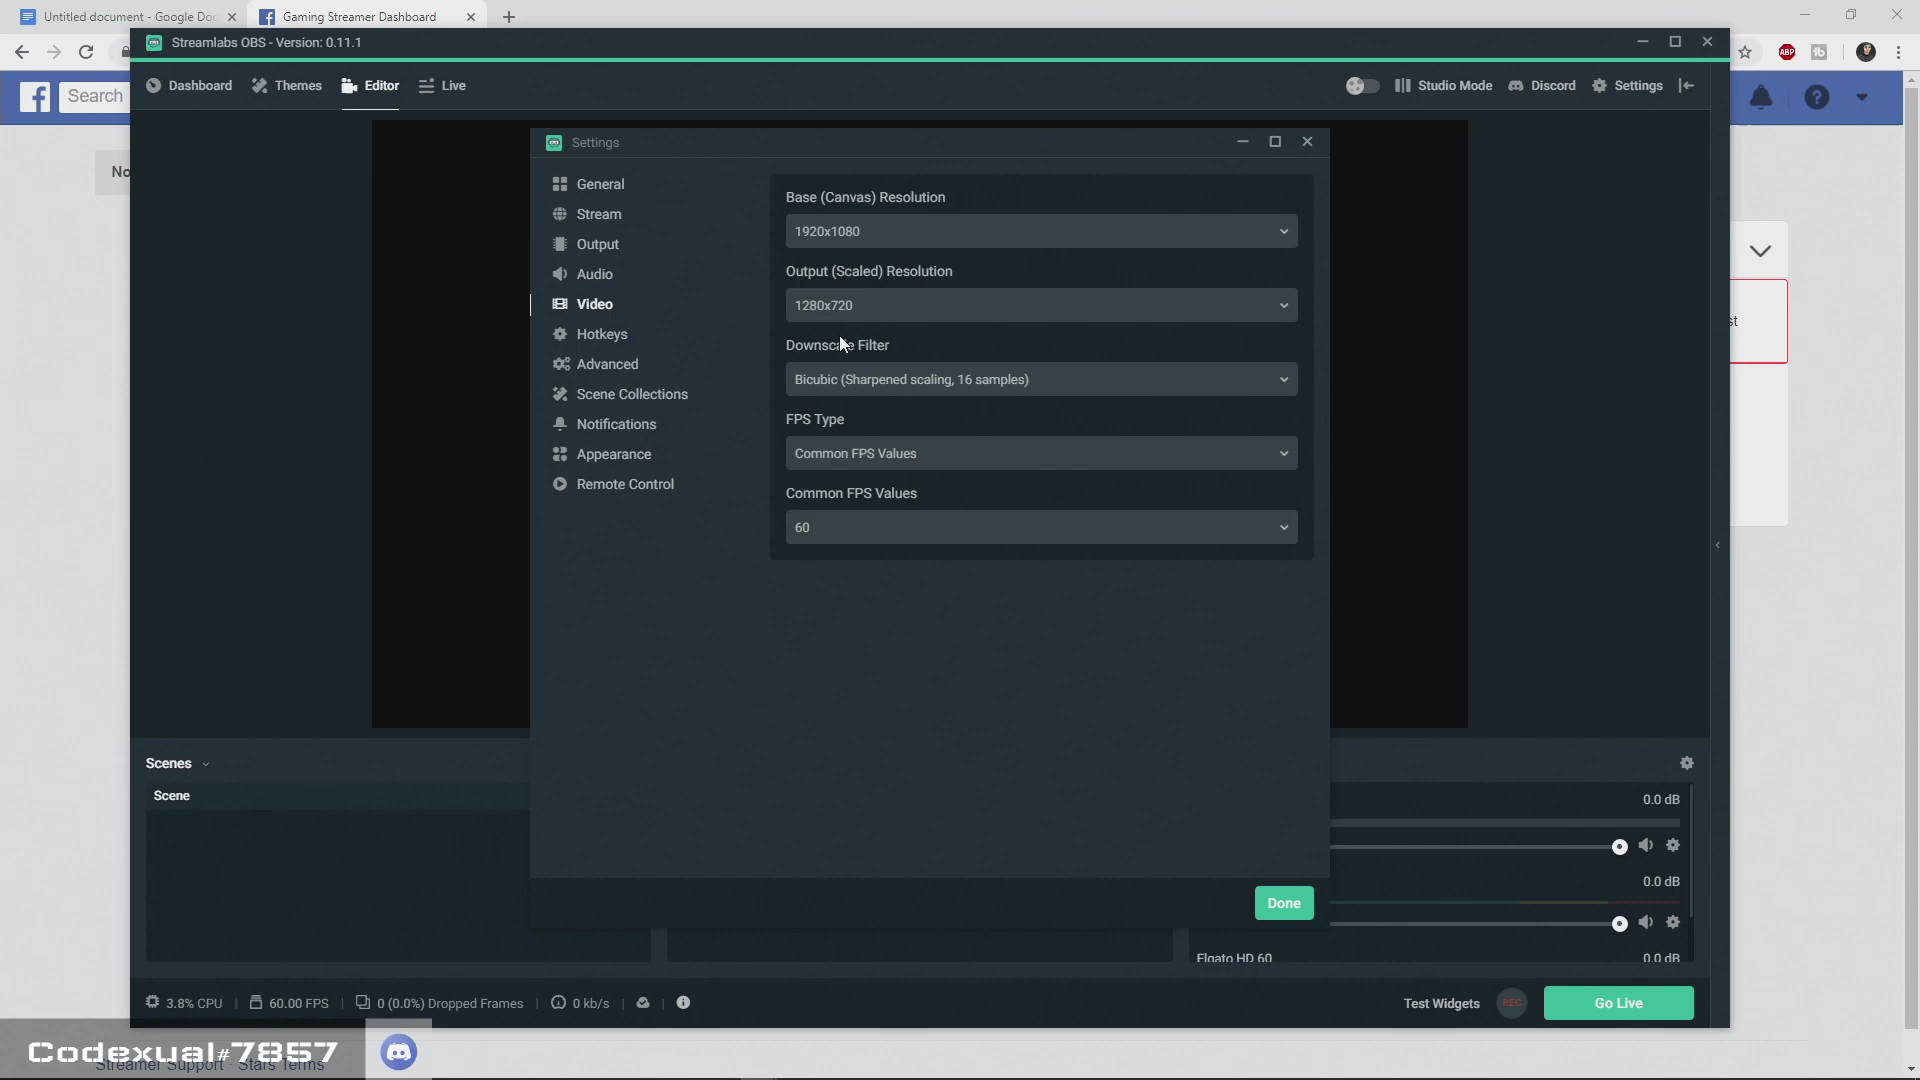 Untitled document - Google Doc
Gaming Streamer Dashboard
Streamlabs OBS - Version: 0.11.1
ABP
Search
Dashboard
Themes
Editor
Live
Studio Mode
Discord
Settings
No
Settings
General
Stream
Output
Audio
Video
Hotkeys
Advanced
Scene Collections
Notifications
Appearance
Remote Control
Base (Canvas) Resolution
1920x1080
Output (Scaled) Resolution
1280x720
Downscale Filter
Bicubic (Sharpened scaling, 16 samples)
FPS Type
Common FPS Values
Common FPS Values
60
Done
st
Scenes
Scene
0.0 dB
0.0 dB
Elgato HD 60
0.0 dB
3.8% CPU
60.00 FPS
0 (0.0%) Dropped Frames
0 kb/s
Test Widgets
REC
Go Live
Codexual#7857
Streamer Support
Stars Terms